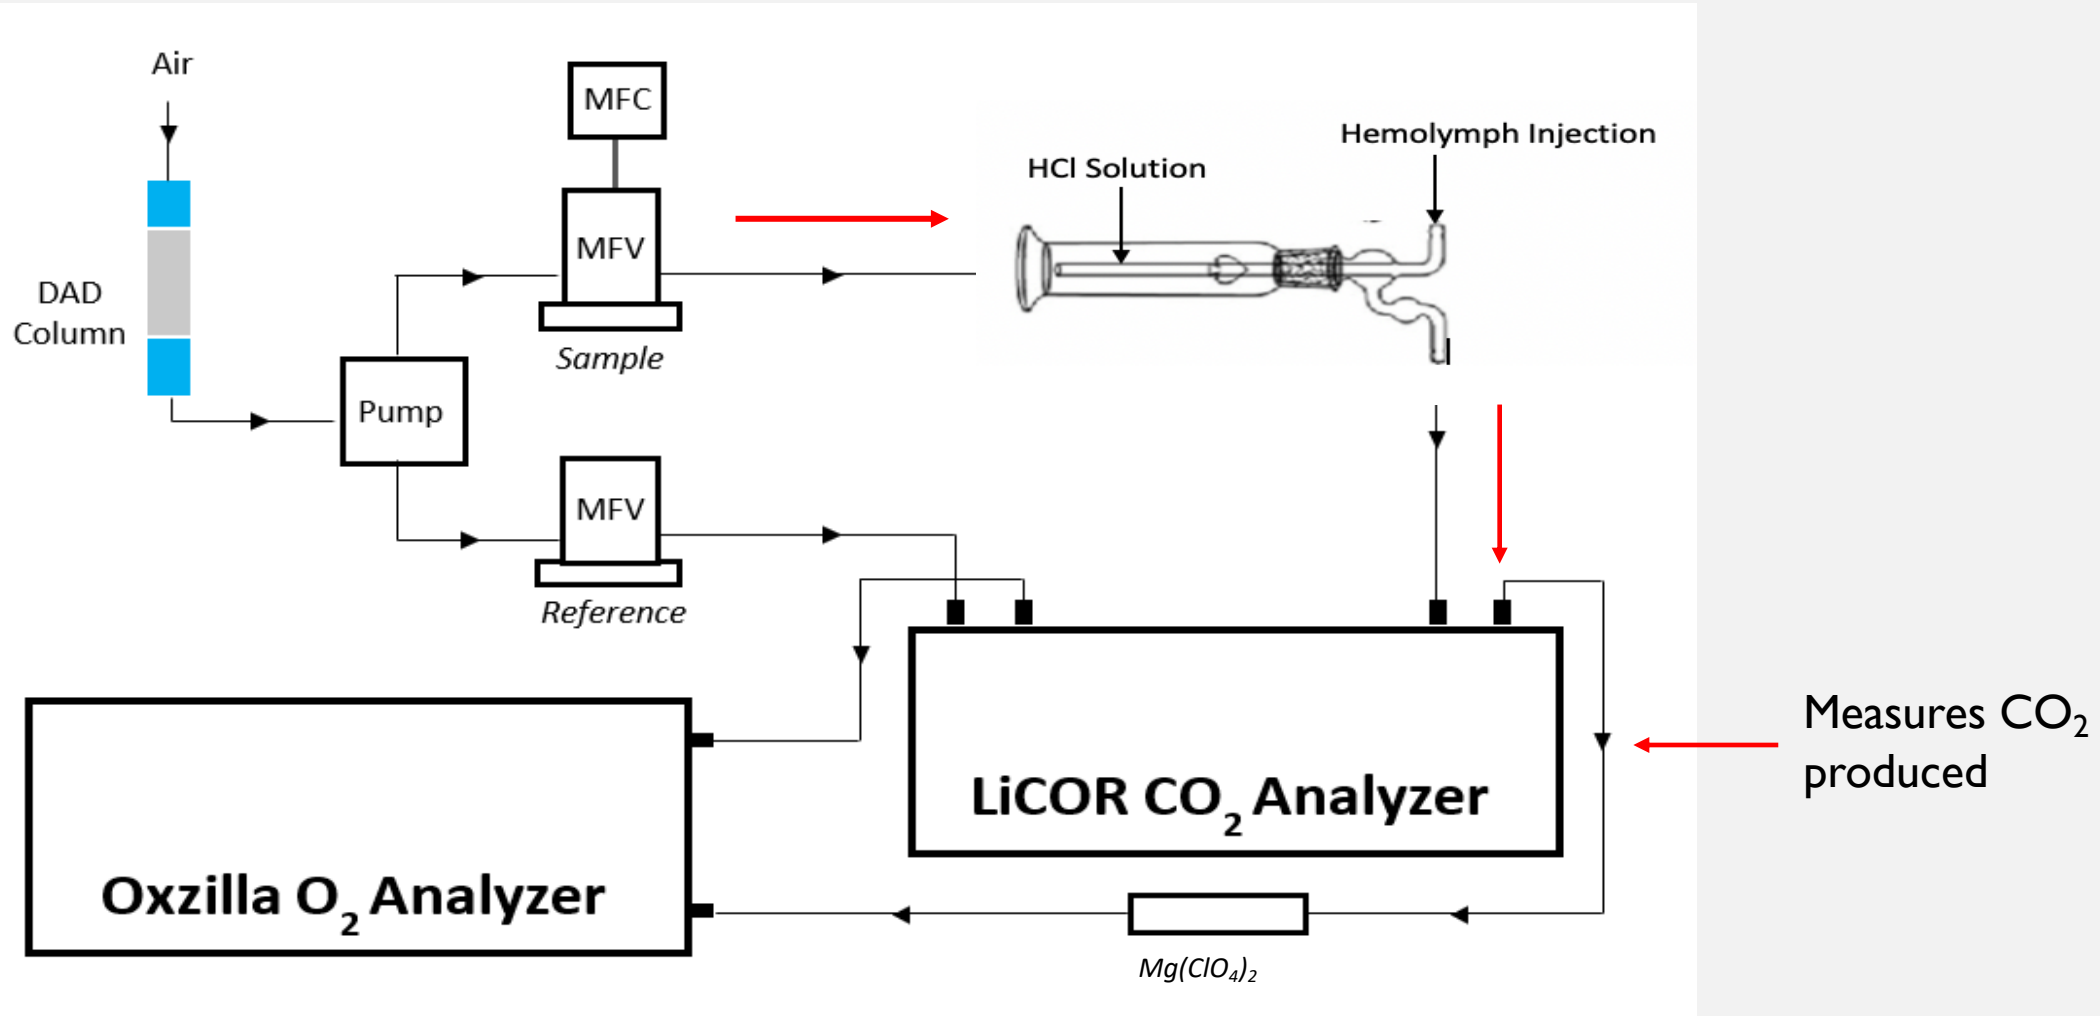 Air
MFC
Hemolymph Injection
HCl Solution
MFV
DAD
Column
Sample
Pump
MFV
Reference
Measures CO₂
produced
LiCOR CO₂ Analyzer
Oxzilla O₂ Analyzer
Mg(ClO₄)₂